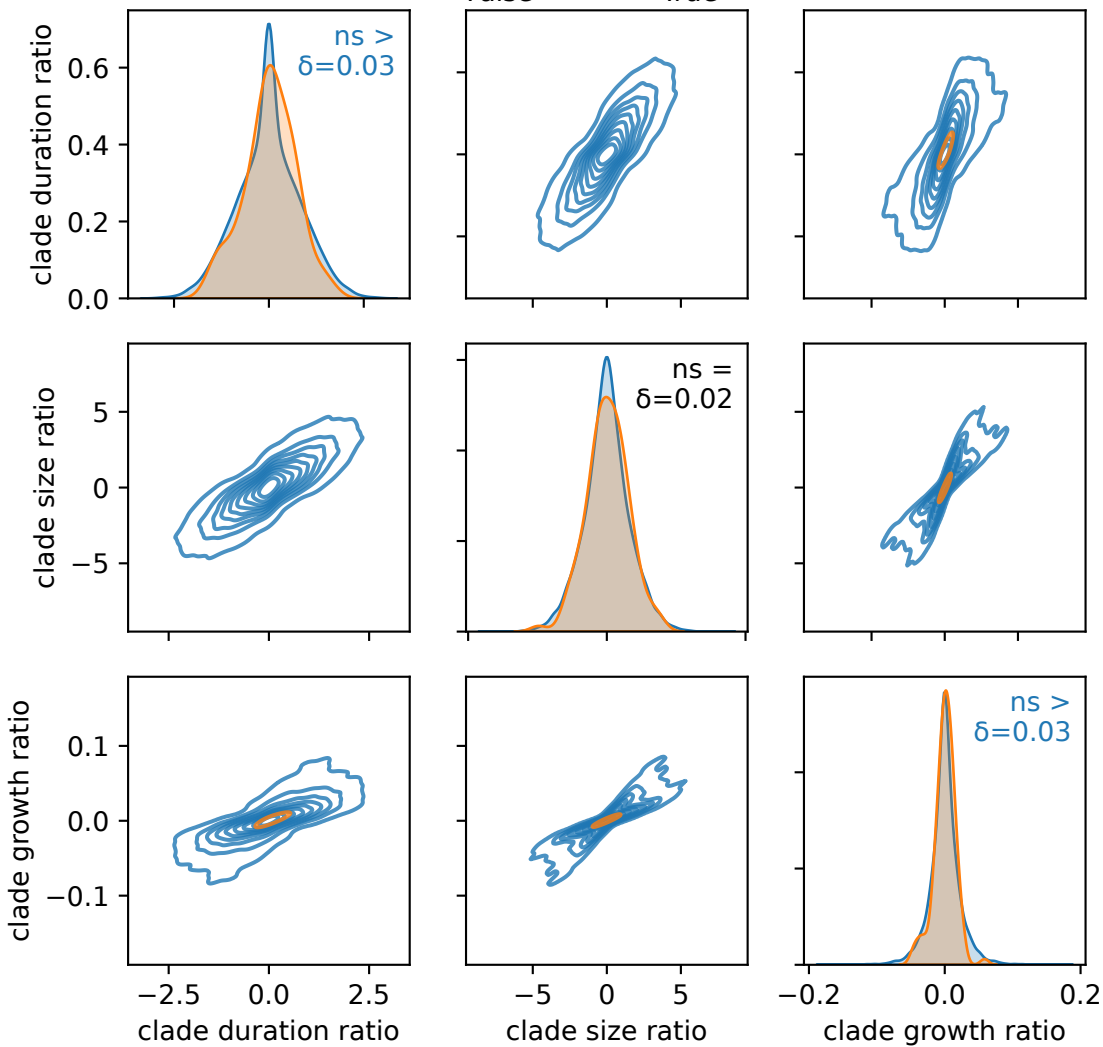 clade duration ratio
0.6
0.4
0.2
0.0
ns >
δ=0.03
clade size ratio
5
0
−5
ns =
δ=0.02
clade growth ratio
0.1
0.0
−0.1
ns >
δ=0.03
−2.5
0.0
2.5
−5
0
5
−0.2
0.0
0.2
clade duration ratio
clade size ratio
clade growth ratio